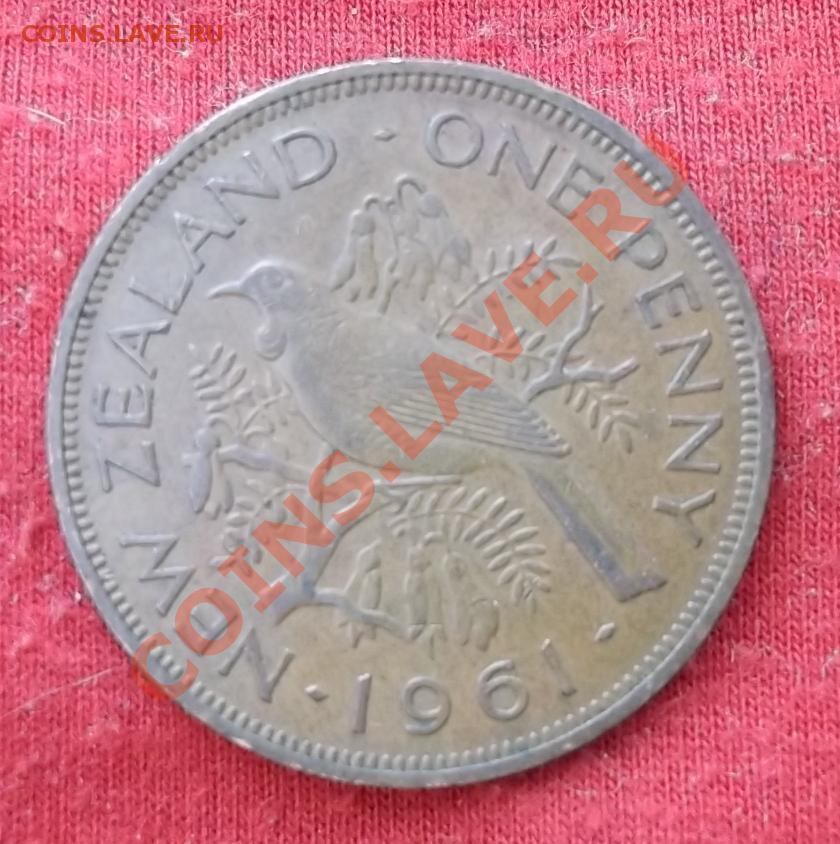 COINS.LAVE.RU
NEW ZEALAND · ONE PENNY
· 1961 ·
COINS.LAVE.RU